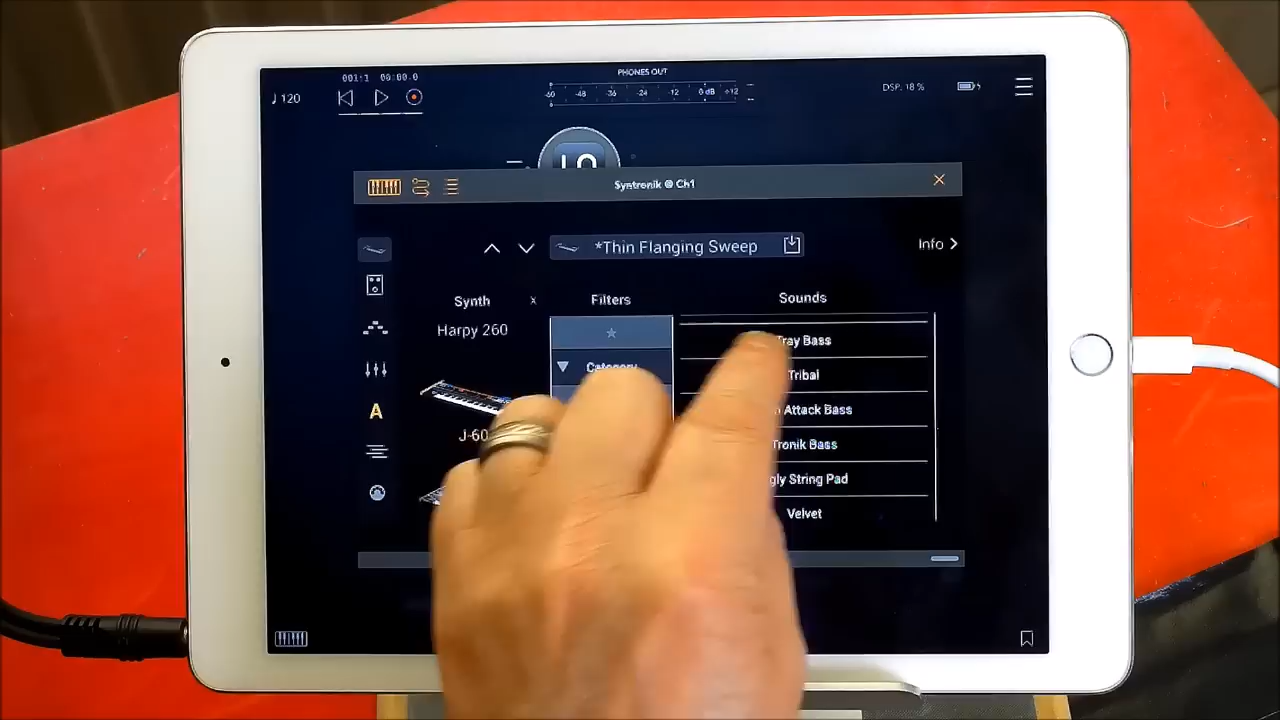 001:1 00:00.0
PHONES OUT
♩120
-60 -48 -36 -24 -12 0 dB +12
DSP: 18 %
Syntronik @ Ch1
*Thin Flanging Sweep
Info >
Synth x
Filters
Sounds
Harpy 260
Tray Bass
Category
Tribal
Attack Bass
A
J-60
Tronik Bass
String Pad
Velvet